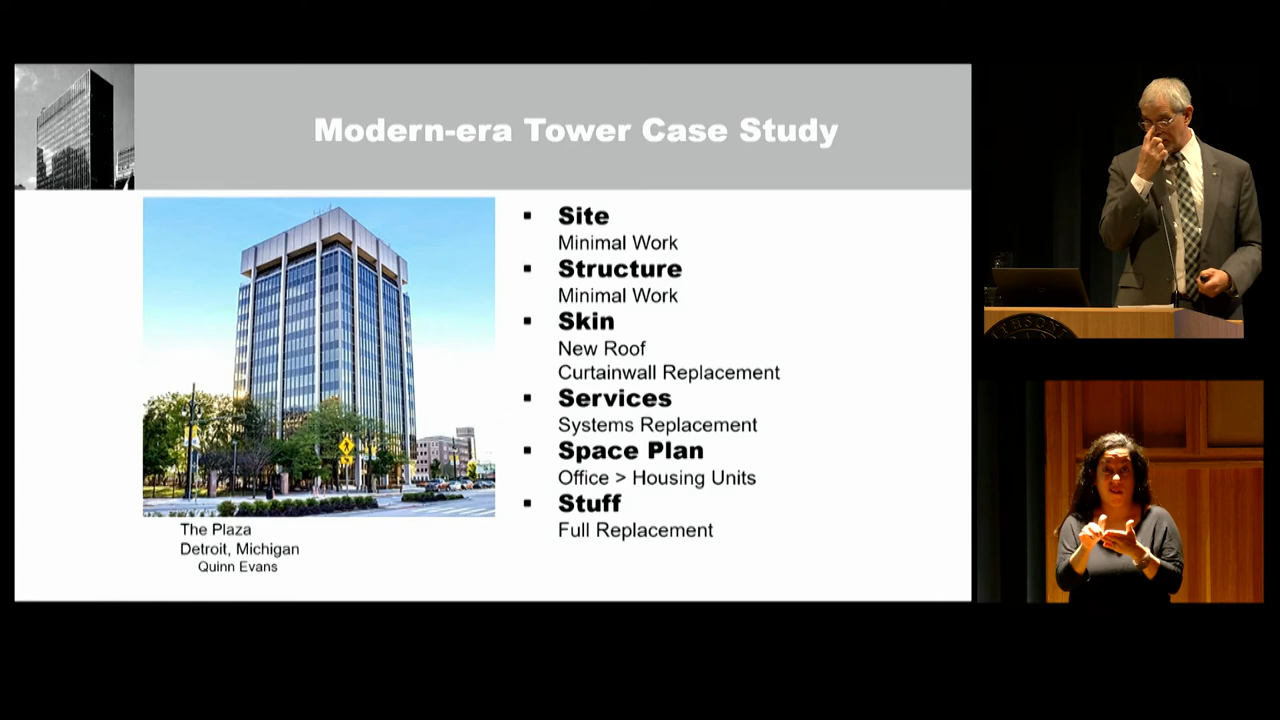 Modern-era Tower Case Study
▪ Site
Minimal Work
▪ Structure
Minimal Work
▪ Skin
New Roof
Curtainwall Replacement
▪ Services
Systems Replacement
▪ Space Plan
Office > Housing Units
▪ Stuff
Full Replacement
The Plaza
Detroit, Michigan
Quinn Evans